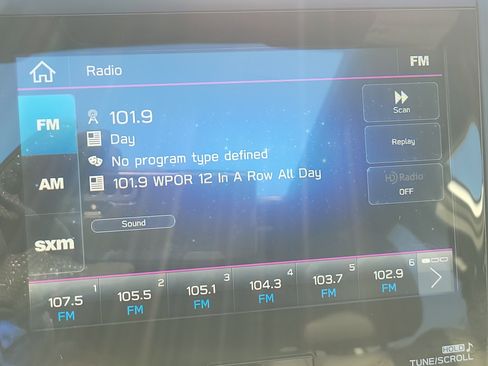 Radio
FM
FM
101.9
Scan
Day
AM
No program type defined
Replay
101.9 WPOR 12 In A Row All Day
HD Radio
OFF
sxm
Sound
1
2
3
4
5
6
107.5
105.5
105.1
104.3
103.7
102.9
FM
FM
FM
FM
FM
FM
HOLD ♪
TUNE/SCROLL